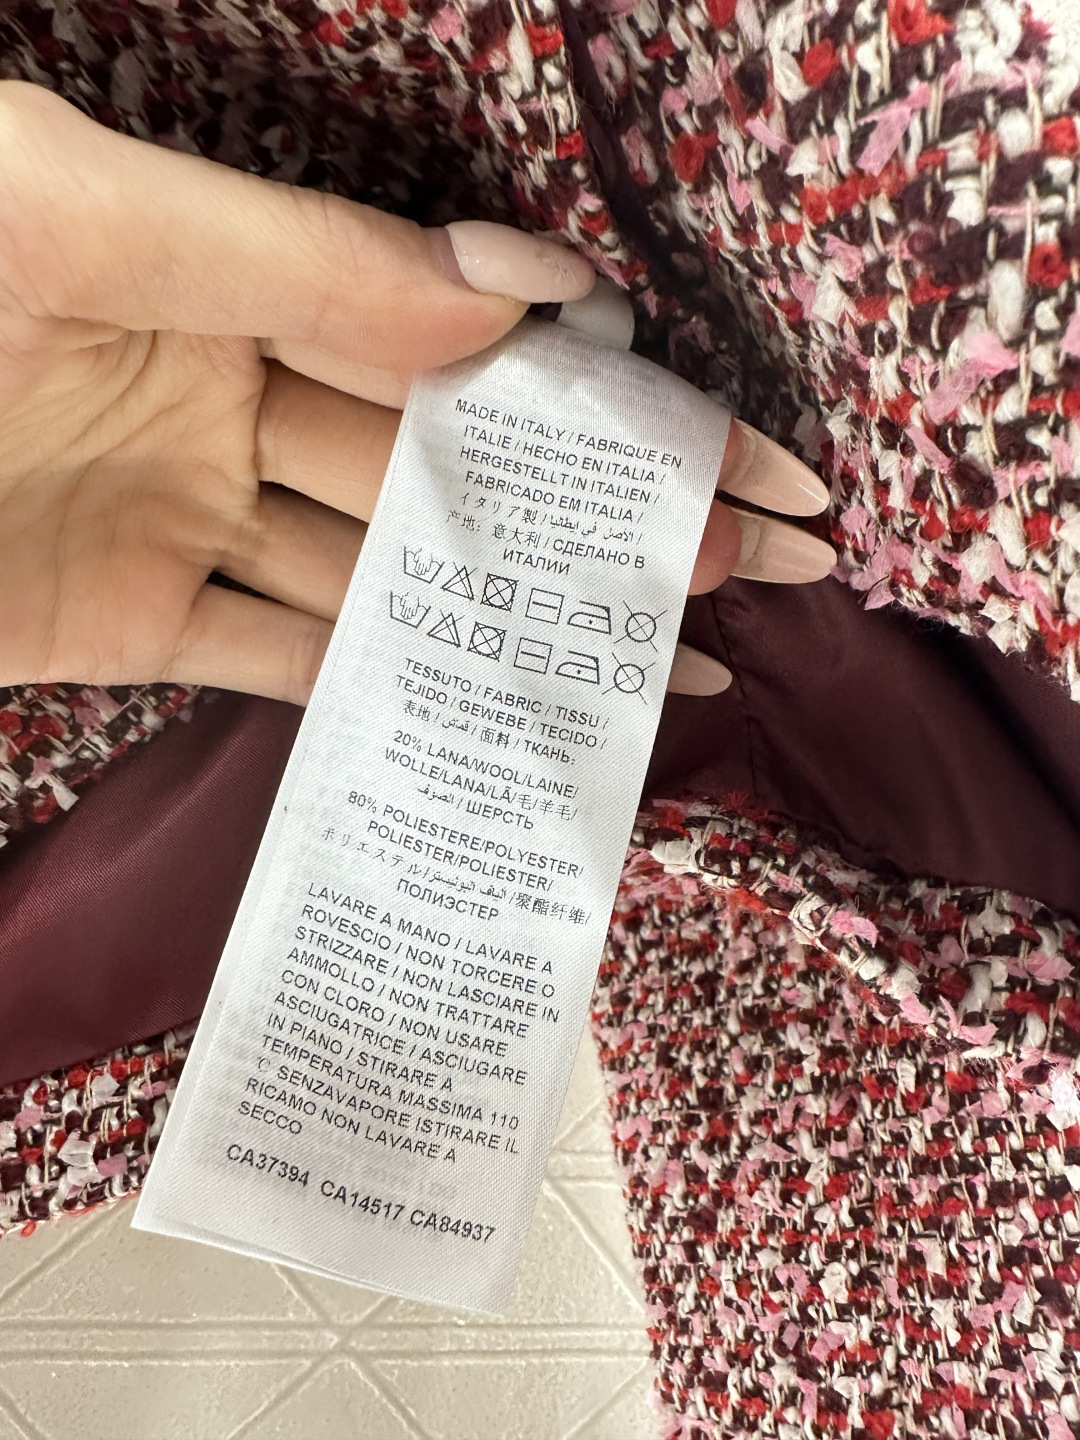 MADE IN ITALY / FABRIQUE EN
ITALIE / HECHO EN ITALIA /
HERGESTELLT IN ITALIEN /
FABRICADO EM ITALIA /
イタリア製 / الأصل في إيطاليا /
产地: 意大利 / СДЕЛАНО В
ИТАЛИИ
TESSUTO / FABRIC / TISSU /
TEJIDO / GEWEBE / TECIDO /
表地 / قمتش / 面料 / ТКАНЬ:
20% LANA/WOOL/LAINE/
WOLLE/LANA/LÃ/毛/羊毛/
الصوف / ШЕРСТЬ
80% POLIESTERE/POLYESTER/
POLIESTER/POLIESTER/
ポリエステル/الياف البوليستر/聚酯纤维/
ПОЛИЭСТЕР
LAVARE A MANO / LAVARE A
ROVESCIO / NON TORCERE O
STRIZZARE / NON LASCIARE IN
AMMOLLO / NON TRATTARE
CON CLORO / NON USARE
ASCIUGATRICE / ASCIUGARE
IN PIANO / STIRARE A
TEMPERATURA MASSIMA 110
C SENZAVAPORE ISTIRARE IL
RICAMO NON LAVARE A
SECCO
CA37394 CA14517 CA84937